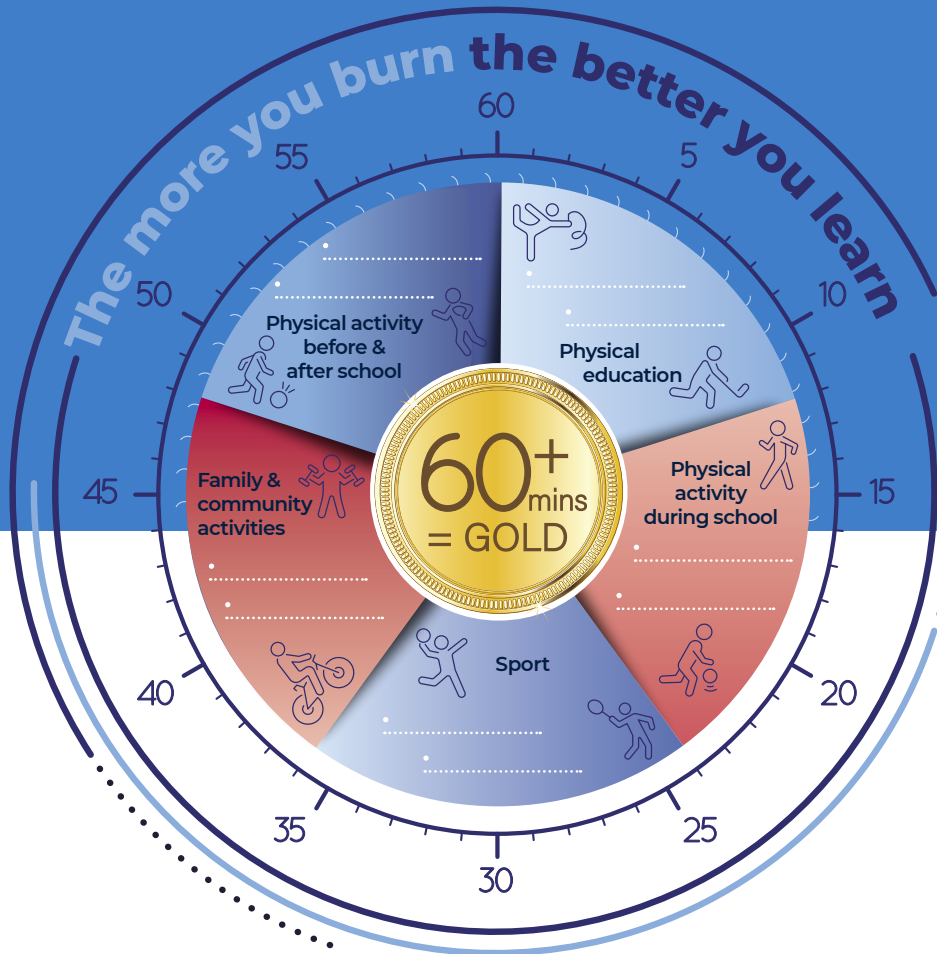 The more you burn the better you learn
60
5
10
15
20
25
30
35
40
45
50
55
Physical
education
Physical
activity
during school
Sport
Family &
community
activities
Physical activity
before &
after school
60+
mins
= GOLD